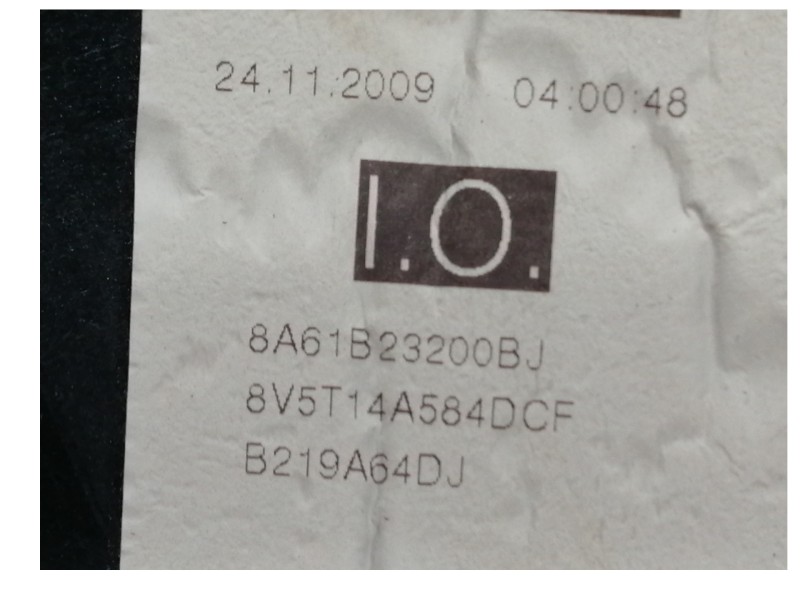 24.11.2009 04:00:48
I.O.
8A61B23200BJ
8V5T14A584DCF
B219A64DJ